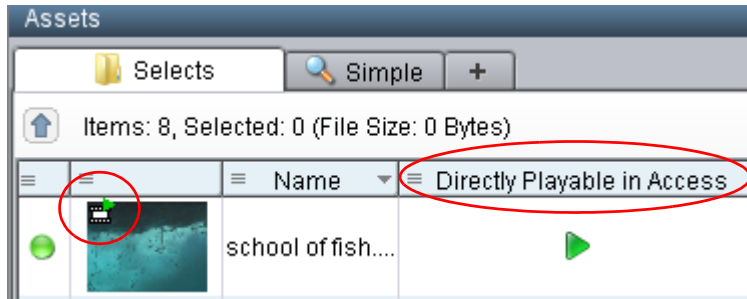 Assets
Selects Simple +
Items: 8, Selected: 0 (File Size: 0 Bytes)
Name Directly Playable in Access
school of fish....